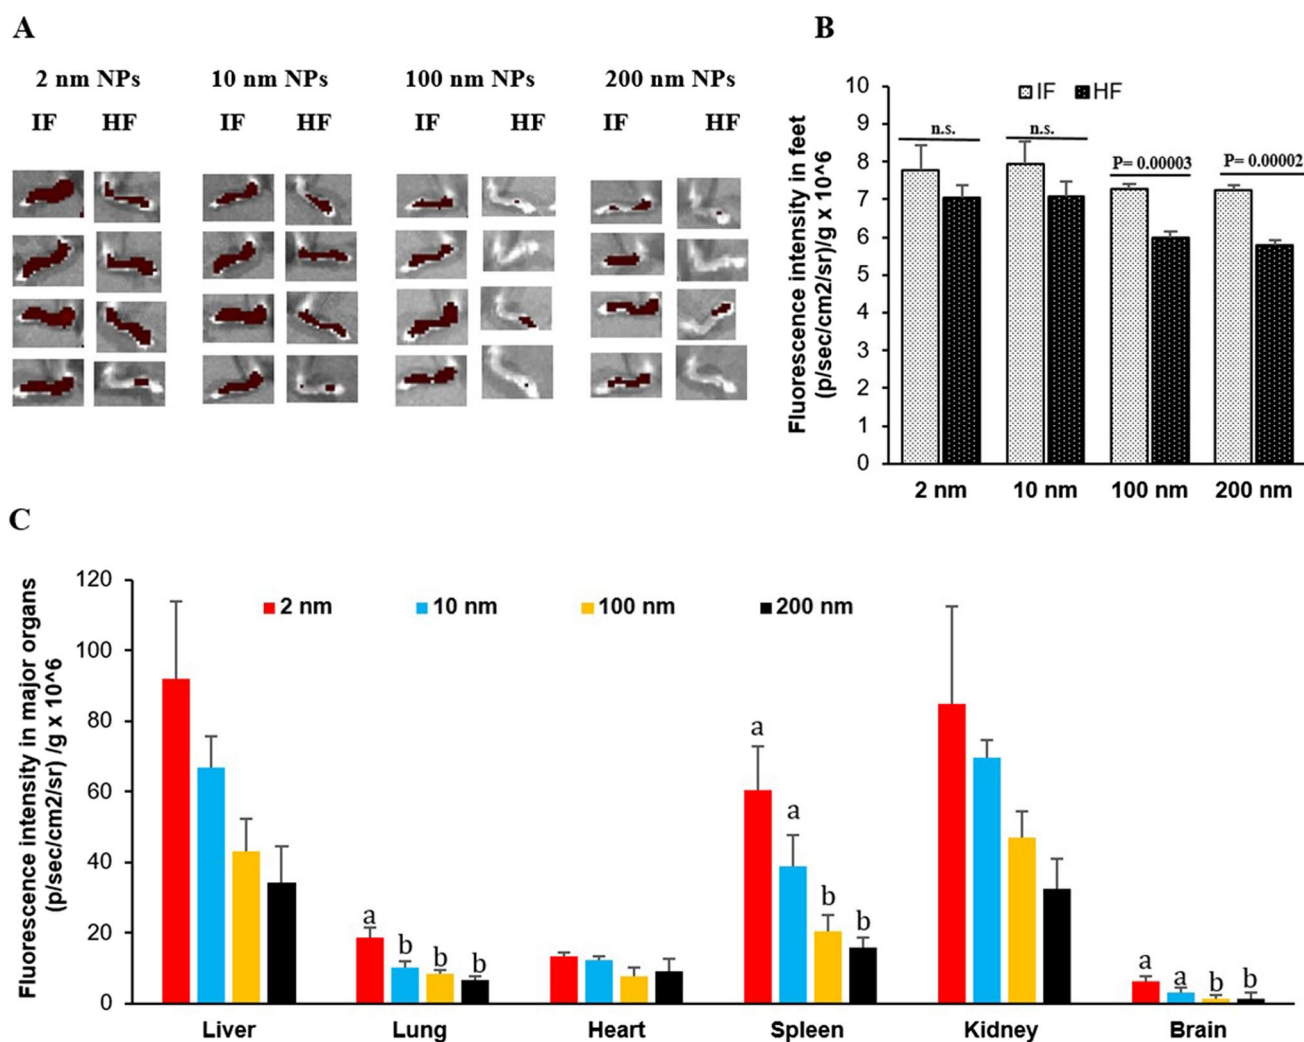 A
2 nm NPs 10 nm NPs 100 nm NPs 200 nm NPs
IF HF IF HF IF HF IF HF
B
Fluorescence intensity in feet
(p/sec/cm2/sr)/g x 10^6
10
9
8
7
6
5
4
3
2
1
0
IF HF
n.s. n.s. P= 0.00003 P= 0.00002
2 nm 10 nm 100 nm 200 nm
C
Fluorescence intensity in major organs
(p/sec/cm2/sr) /g x 10^6
120
100
80
60
40
20
0
2 nm 10 nm 100 nm 200 nm
a b b b
a a b b
a a b b
Liver Lung Heart Spleen Kidney Brain